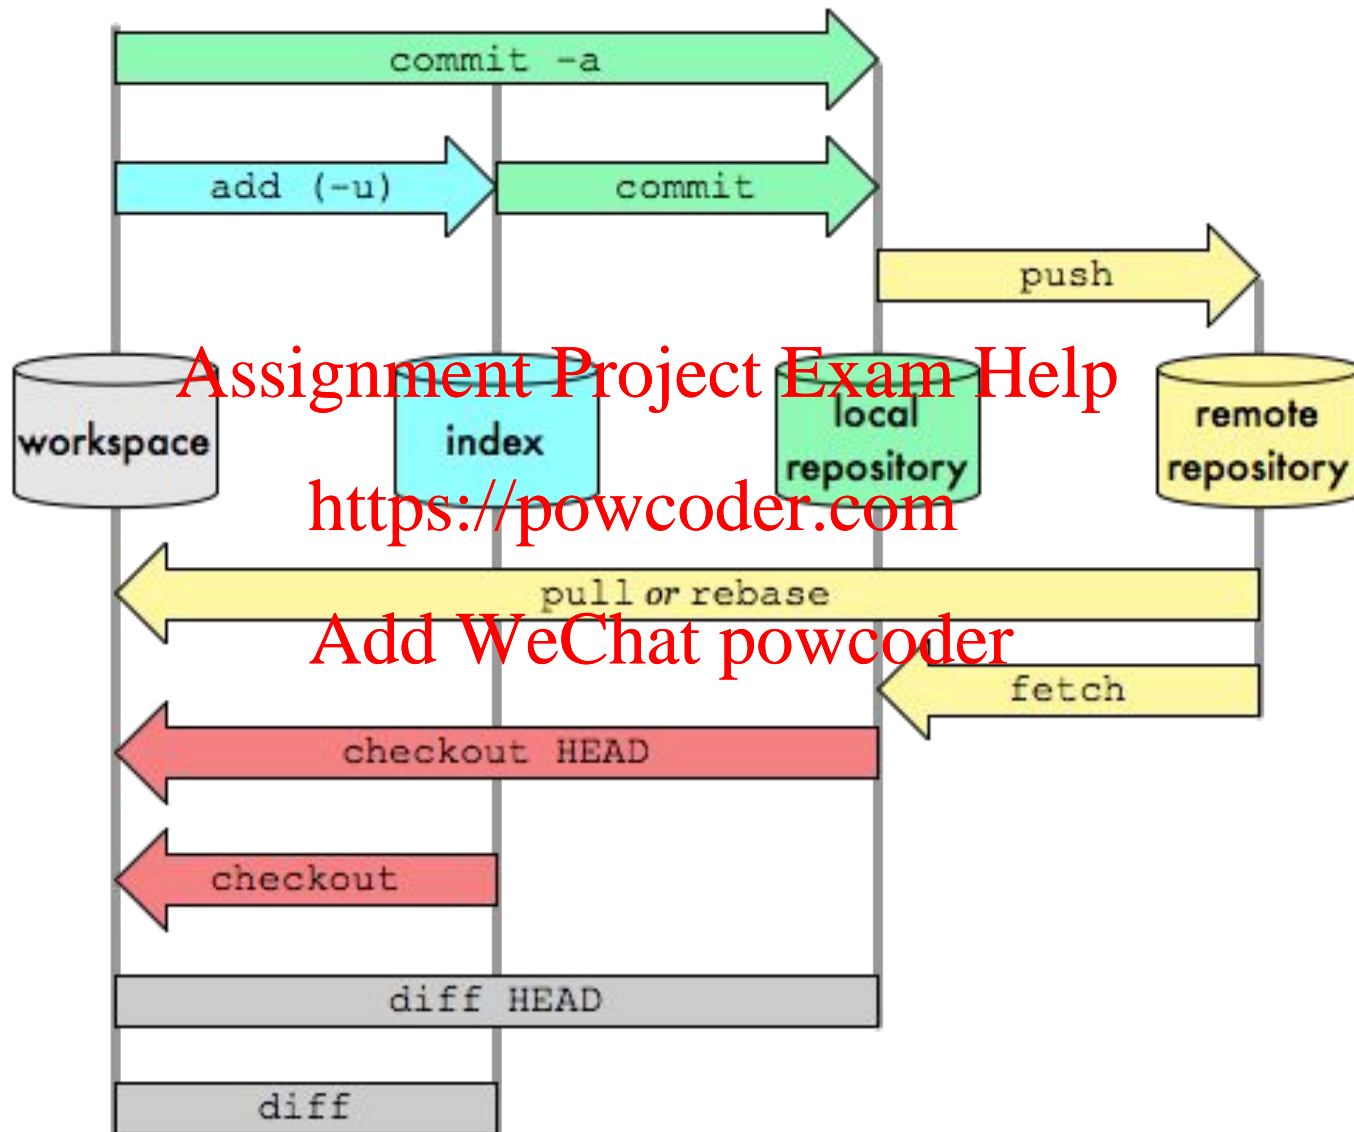 commit -a
add (-u)
commit
push
Assignment Project Exam Help
workspace
index
local
repository
remote
repository
https://powcoder.com
pull or rebase
Add WeChat powcoder
fetch
checkout HEAD
checkout
diff HEAD
diff